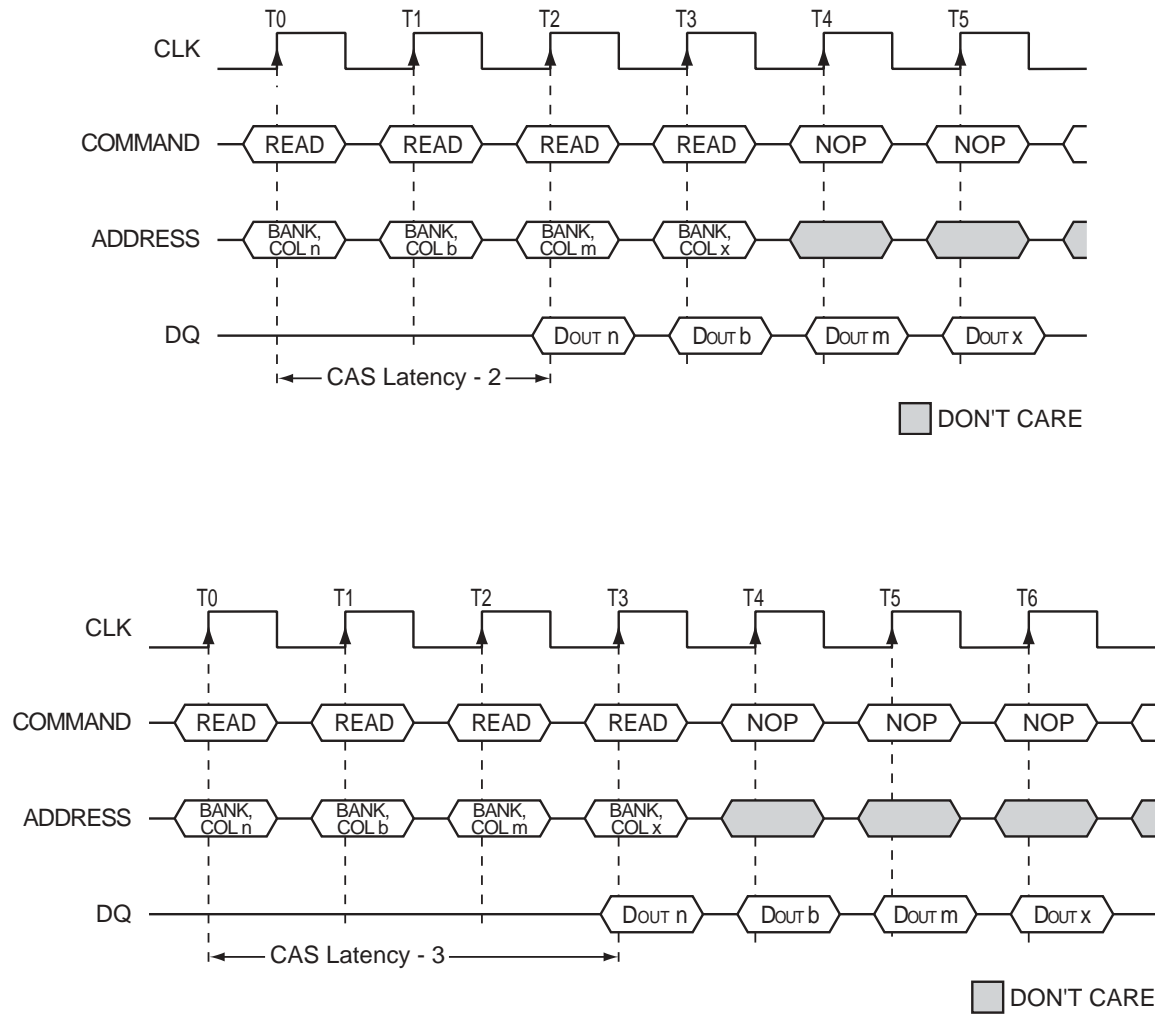 T0 T1 T2 T3 T4 T5
CLK
COMMAND READ READ READ READ NOP NOP
ADDRESS BANK, COL n BANK, COL b BANK, COL m BANK, COL x
DQ DOUT n DOUT b DOUT m DOUT x
CAS Latency - 2
DON'T CARE
T0 T1 T2 T3 T4 T5 T6
CLK
COMMAND READ READ READ READ NOP NOP NOP
ADDRESS BANK, COL n BANK, COL b BANK, COL m BANK, COL x
DQ DOUT n DOUT b DOUT m DOUT x
CAS Latency - 3
DON'T CARE